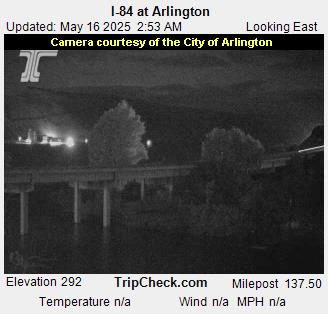 I-84 at Arlington
Updated: May 16 2025 2:53 AM Looking East
Camera courtesy of the City of Arlington
Elevation 292 TripCheck.com Milepost 137.50
Temperature n/a Wind n/a MPH n/a